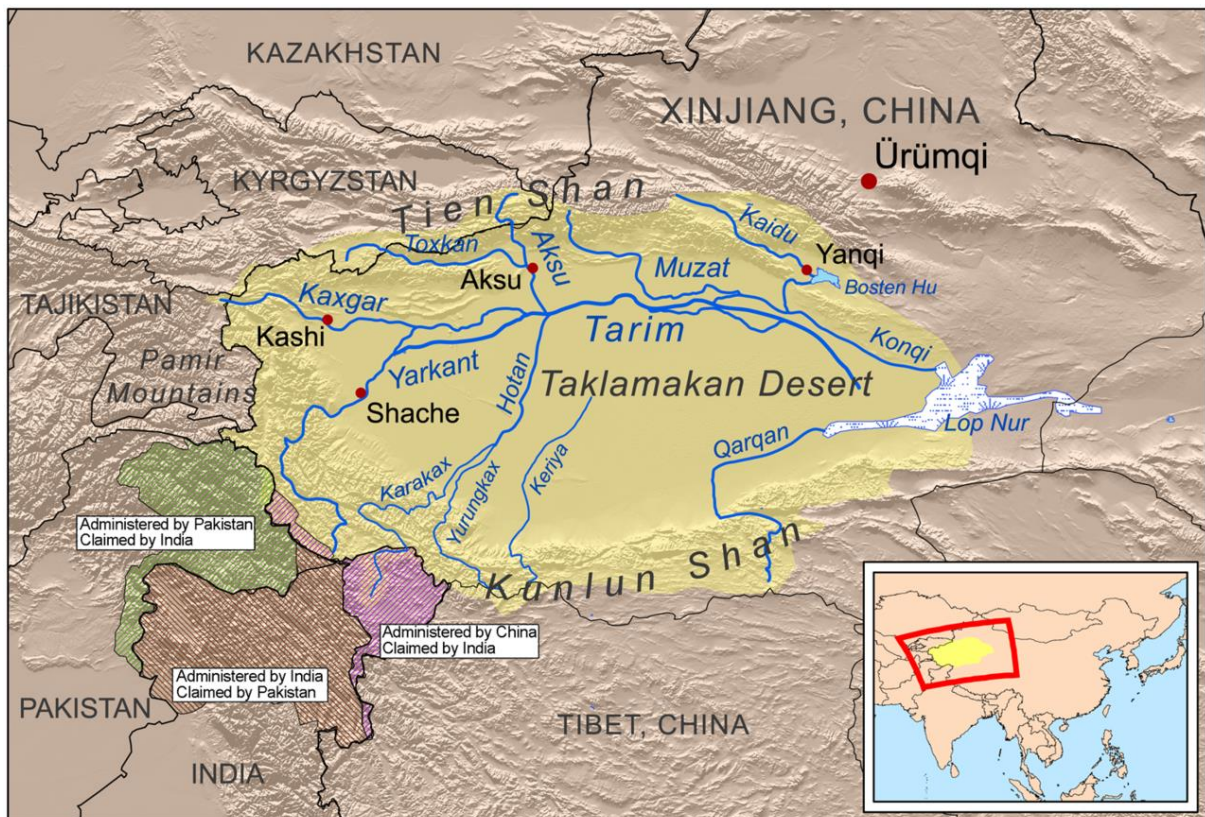 KAZAKHSTAN
XINJIANG, CHINA
Ürümqi
KYRGYZSTAN
Tien Shan
Kaidu
Toxkan
Aksu
Yanqi
Aksu
Muzat
Bosten Hu
TAJIKISTAN
Kaxgar
Kashi
Tarim
Konqi
Pamir
Mountains
Yarkant
Hotan
Taklamakan Desert
Shache
Lop Nur
Qarqan
Karakax
Yurungkax
Keriya
Administered by Pakistan
Claimed by India
Kunlun Shan
Administered by China
Claimed by India
Administered by India
Claimed by Pakistan
PAKISTAN
TIBET, CHINA
INDIA